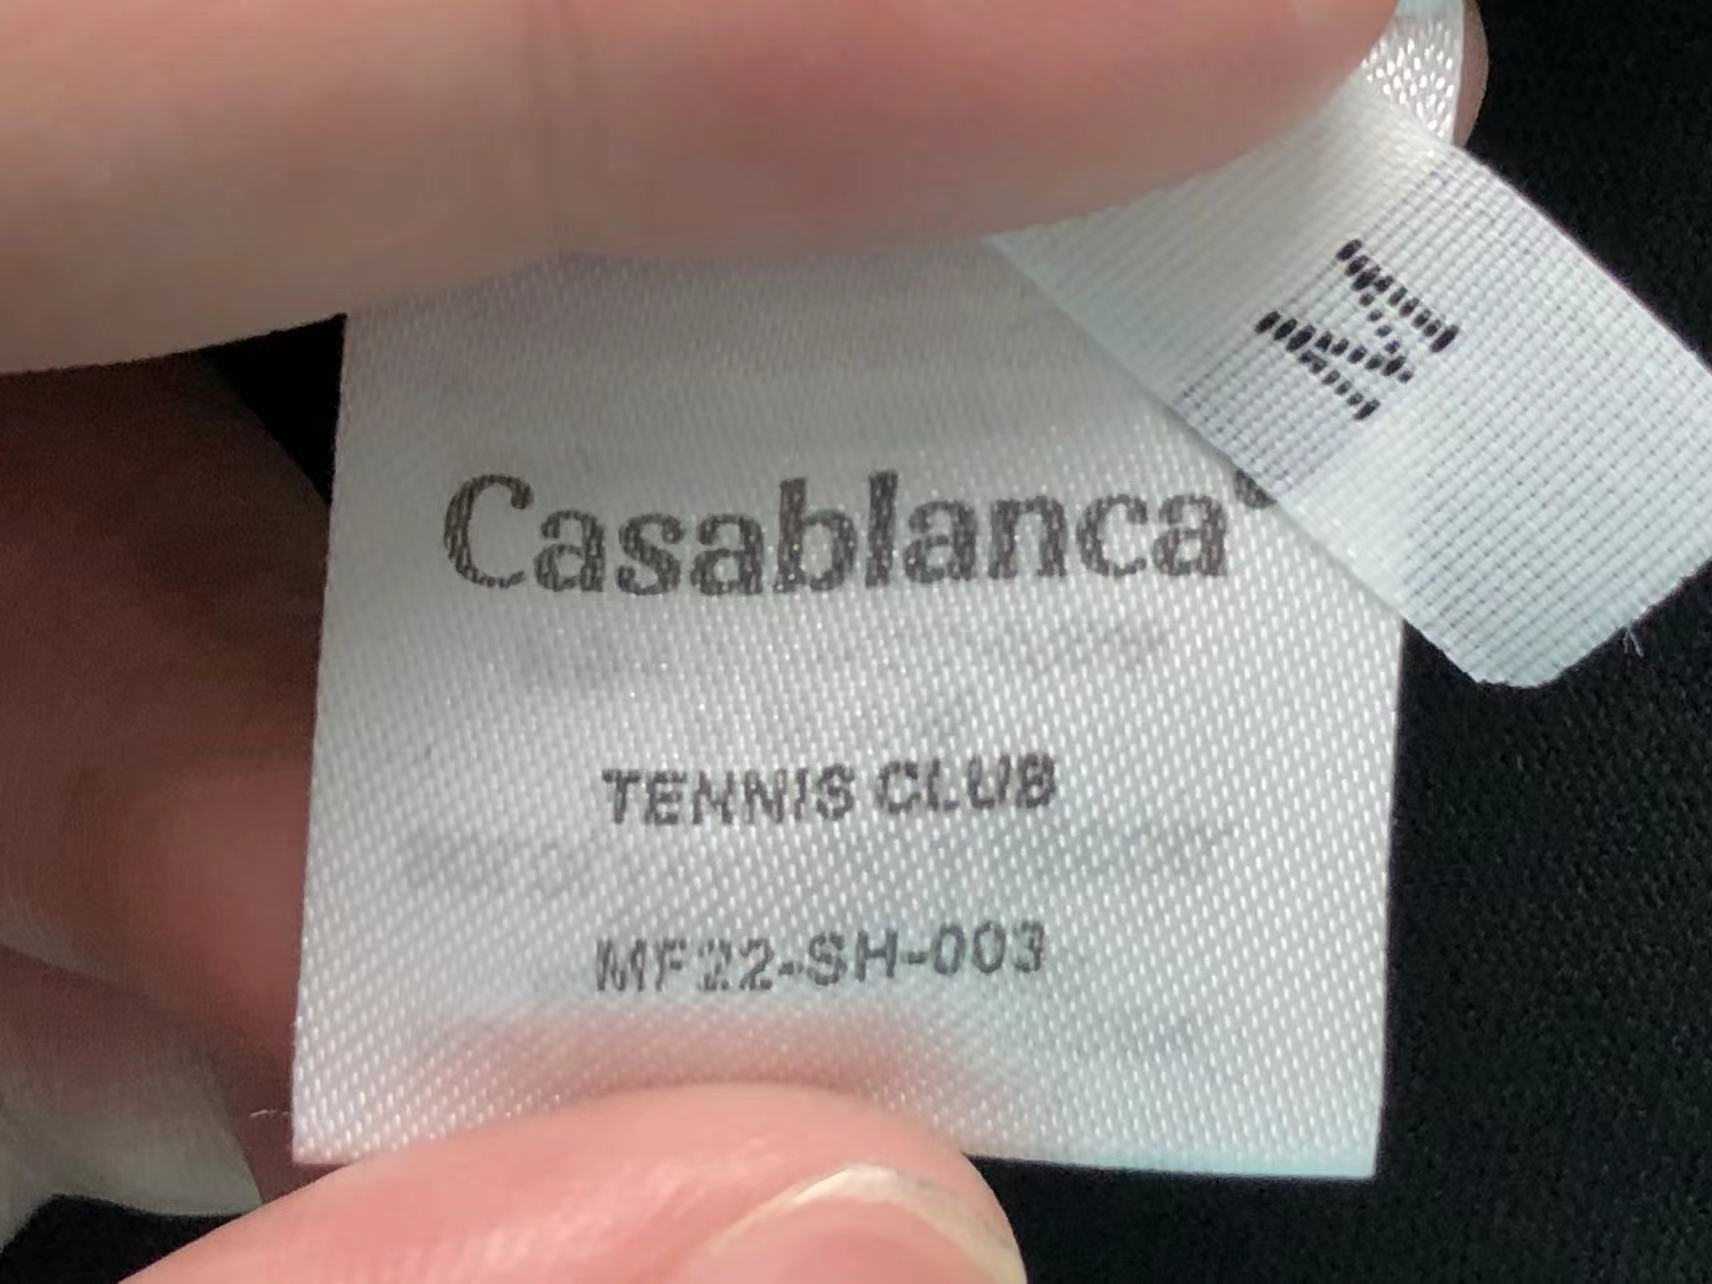 M
Casablanca
TENNIS CLUB
MF22-SH-003